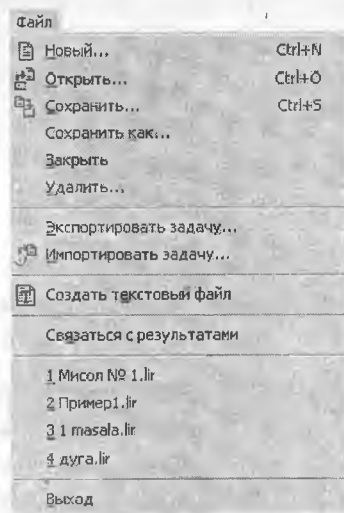 Файл
Новый... Ctrl+N
Открыть... Ctrl+O
Сохранить... Ctrl+S
Сохранить как...
Закрыть
Удалить...
Экспортировать задачу...
Импортировать задачу...
Создать текстовый файл
Связаться с результатами
1 Мисол № 1.lir
2 Пример1.lir
3 1 masala.lir
4 дуга.lir
Выход